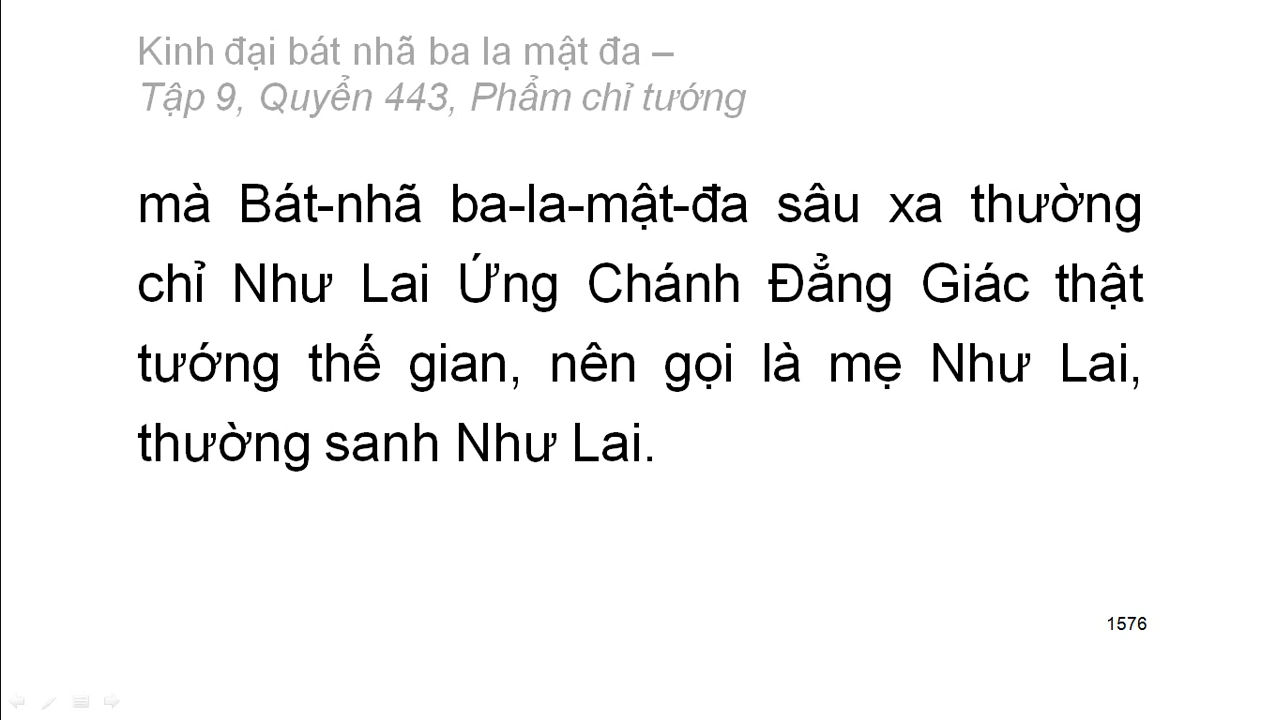 Kinh đại bát nhã ba la mật đa –
Tập 9, Quyển 443, Phẩm chỉ tướng
mà Bát-nhã ba-la-mật-đa sâu xa thường
chỉ Như Lai Ứng Chánh Đẳng Giác thật
tướng thế gian, nên gọi là mẹ Như Lai,
thường sanh Như Lai.
1576